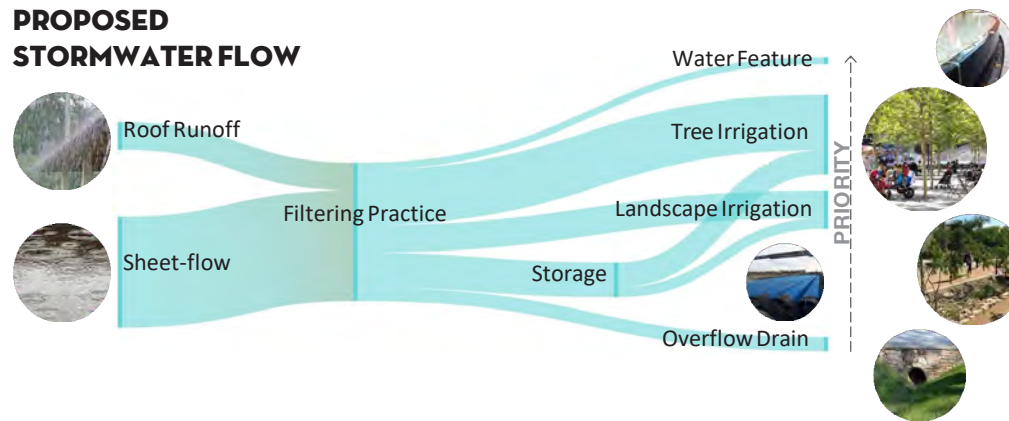 PROPOSED
STORMWATER FLOW
Water Feature
Roof Runoff
Tree Irrigation
PRIORITY
Filtering Practice
Landscape Irrigation
Sheet-flow
Storage
Overflow Drain